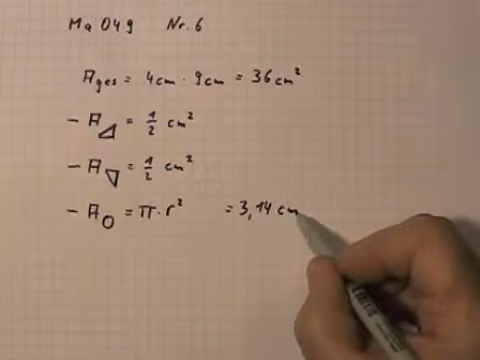 Ma 049 Nr. 6
Ages = 4cm · 9cm = 36cm²
- A◿ = 1/2 cm²
- A▽ = 1/2 cm²
- A○ = π · r² = 3,14 cm